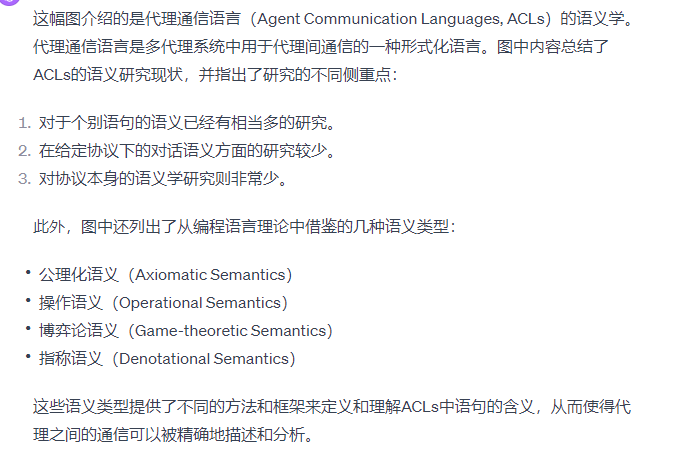 这幅图介绍的是代理通信语言（Agent Communication Languages, ACLs）的语义学。
代理通信语言是多代理系统中用于代理间通信的一种形式化语言。图中内容总结了
ACLs的语义研究现状，并指出了研究的不同侧重点：
1. 对于个别语句的语义已经有相当多的研究。
2. 在给定协议下的对话语义方面的研究较少。
3. 对协议本身的语义学研究则非常少。
此外，图中还列出了从编程语言理论中借鉴的几种语义类型：
• 公理化语义（Axiomatic Semantics）
• 操作语义（Operational Semantics）
• 博弈论语义（Game-theoretic Semantics）
• 指称语义（Denotational Semantics）
这些语义类型提供了不同的方法和框架来定义和理解ACLs中语句的含义，从而使得代
理之间的通信可以被精确地描述和分析。